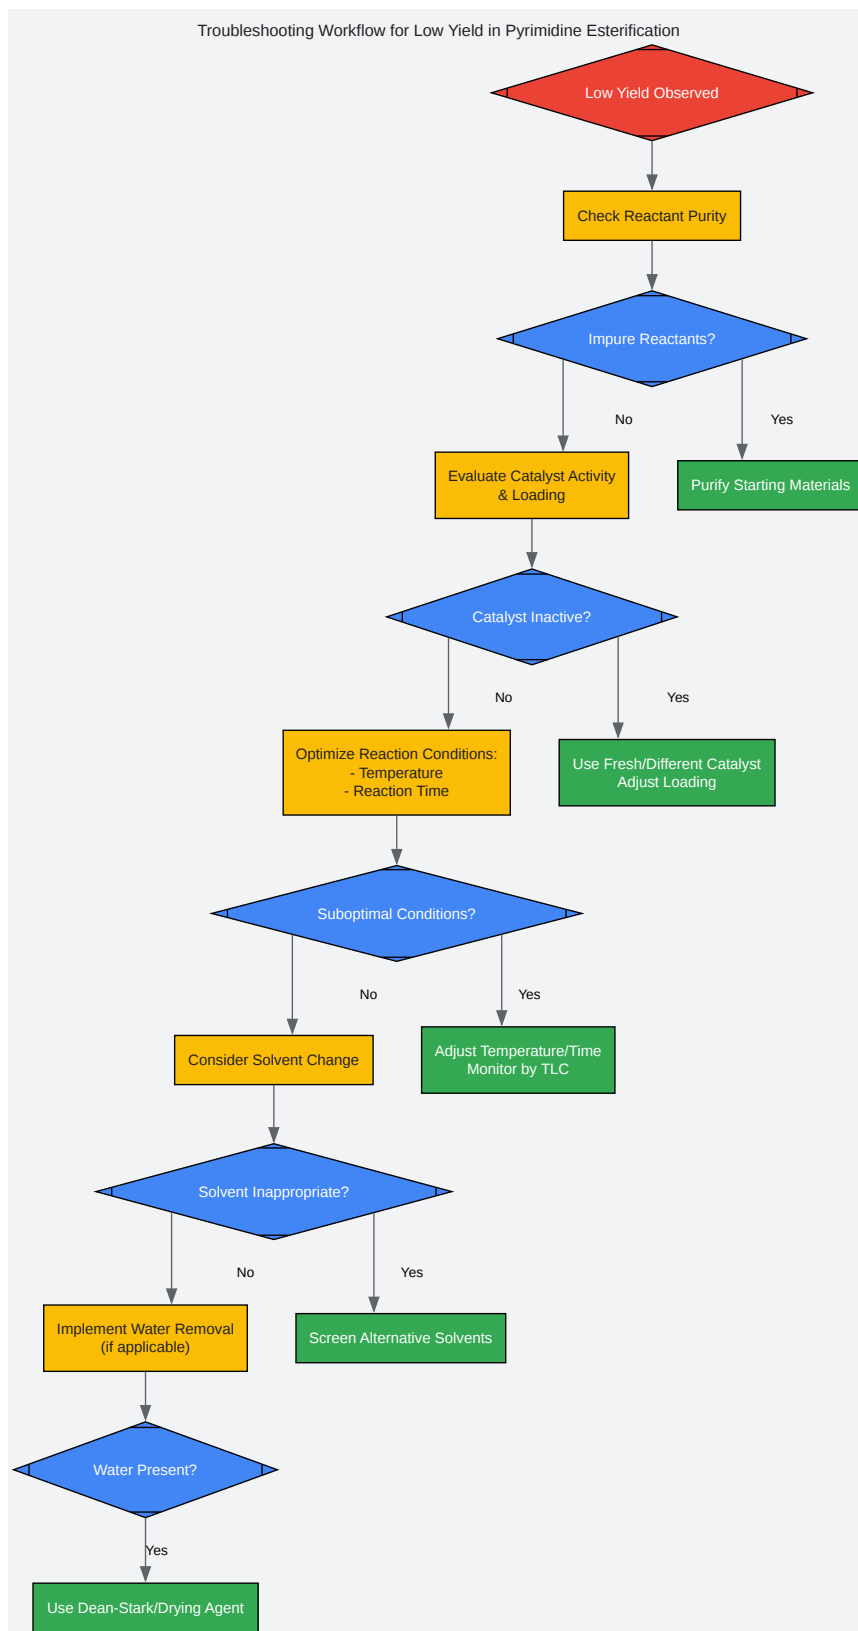 Troubleshooting Workflow for Low Yield in Pyrimidine Esterification
Low Yield Observed
Check Reactant Purity
Impure Reactants?
No
Yes
Evaluate Catalyst Activity
& Loading
Purify Starting Materials
Catalyst Inactive?
No
Yes
Optimize Reaction Conditions:
- Temperature
- Reaction Time
Use Fresh/Different Catalyst
Adjust Loading
Suboptimal Conditions?
No
Yes
Consider Solvent Change
Adjust Temperature/Time
Monitor by TLC
Solvent Inappropriate?
No
Yes
Implement Water Removal
(if applicable)
Screen Alternative Solvents
Water Present?
Yes
Use Dean-Stark/Drying Agent